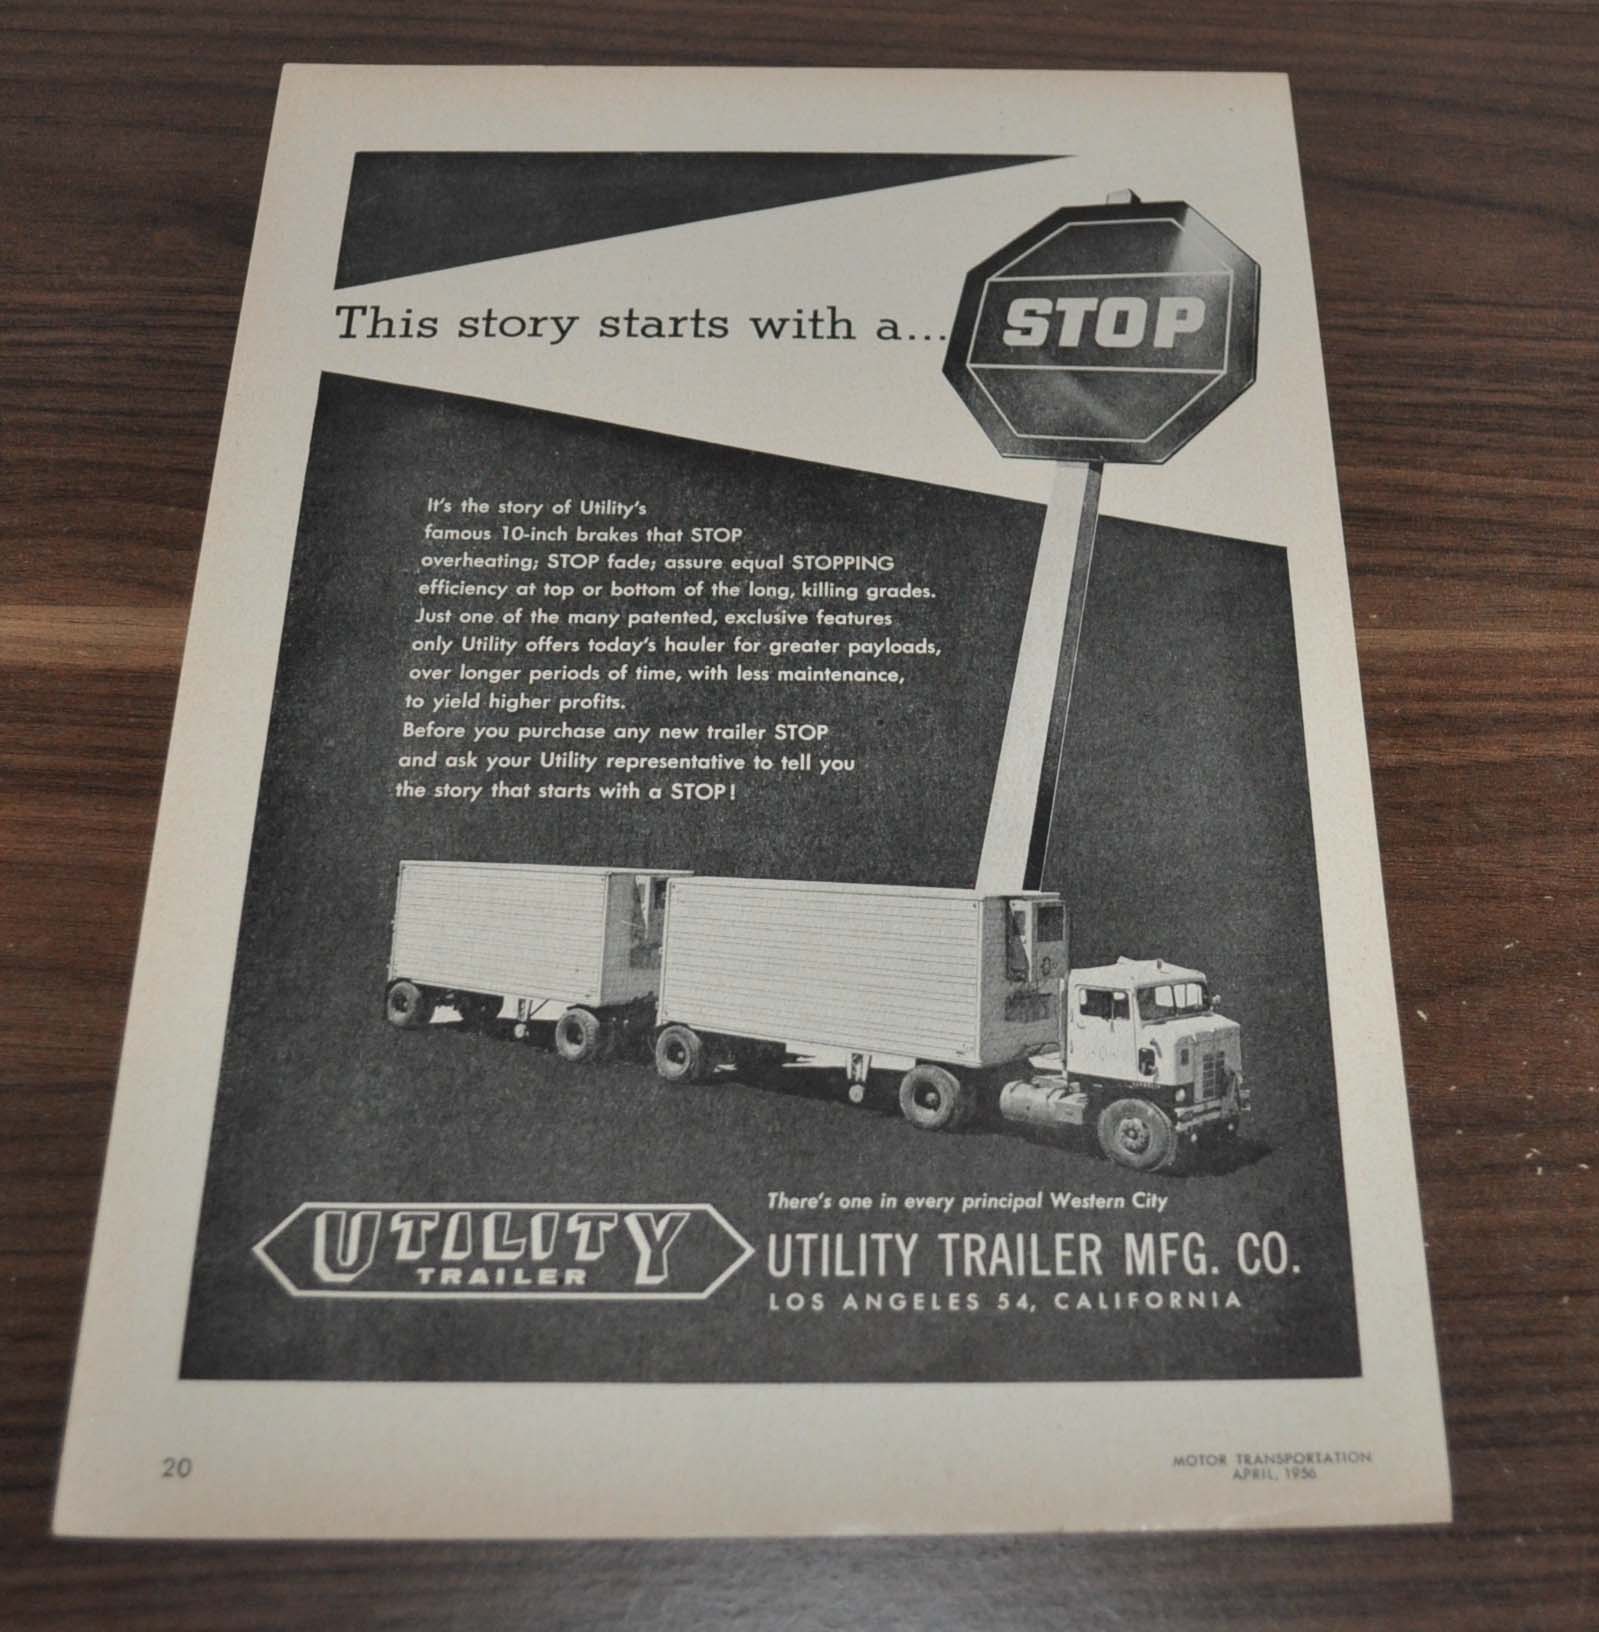 This story starts with a...
STOP
It's the story of Utility's
famous 10-inch brakes that STOP
overheating; STOP fade; assure equal STOPPING
efficiency at top or bottom of the long, killing grades.
Just one of the many patented, exclusive features
only Utility offers today's hauler for greater payloads,
over longer periods of time, with less maintenance,
to yield higher profits.
Before you purchase any new trailer STOP
and ask your Utility representative to tell you
the story that starts with a STOP!
UTILITY
TRAILER
There's one in every principal Western City
UTILITY TRAILER MFG. CO.
LOS ANGELES 54, CALIFORNIA
20
MOTOR TRANSPORTATION
APRIL, 1956